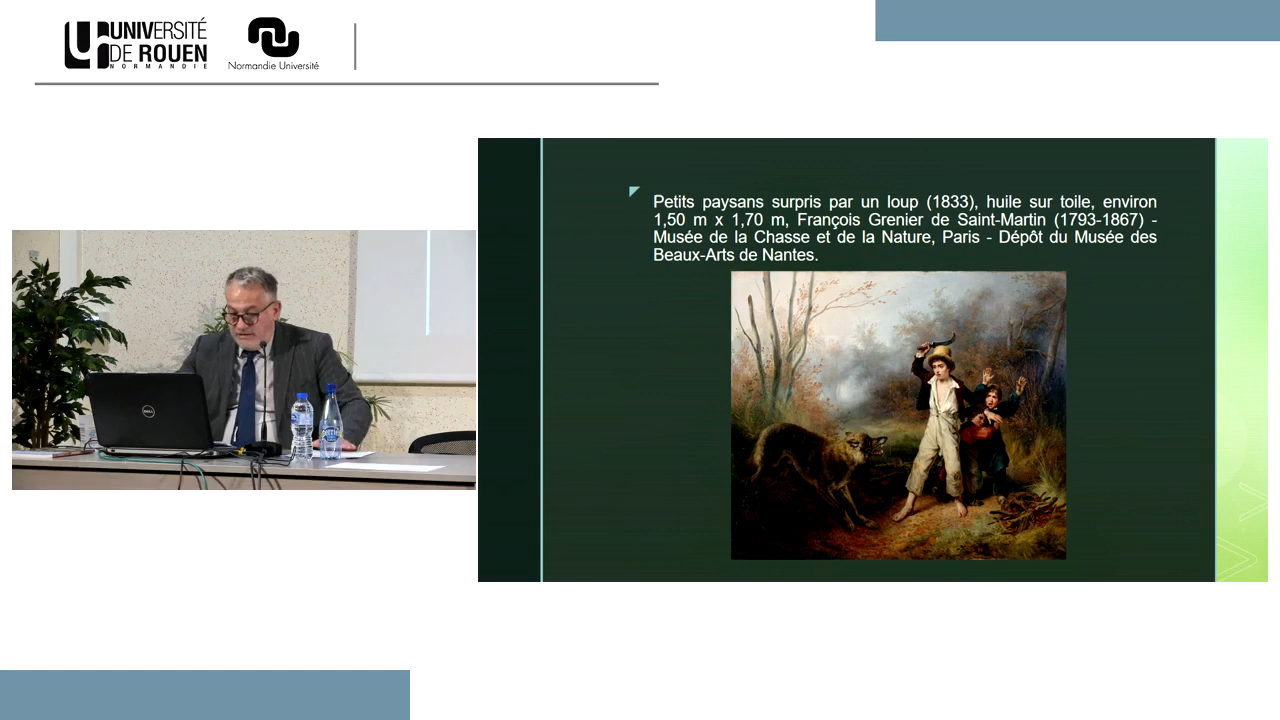 UNIVERSITÉ
DE ROUEN
NORMANDIE
Normandie Université
Petits paysans surpris par un loup (1833), huile sur toile, environ
1,50 m x 1,70 m, François Grenier de Saint-Martin (1793-1867) -
Musée de la Chasse et de la Nature, Paris - Dépôt du Musée des
Beaux-Arts de Nantes.
DELL